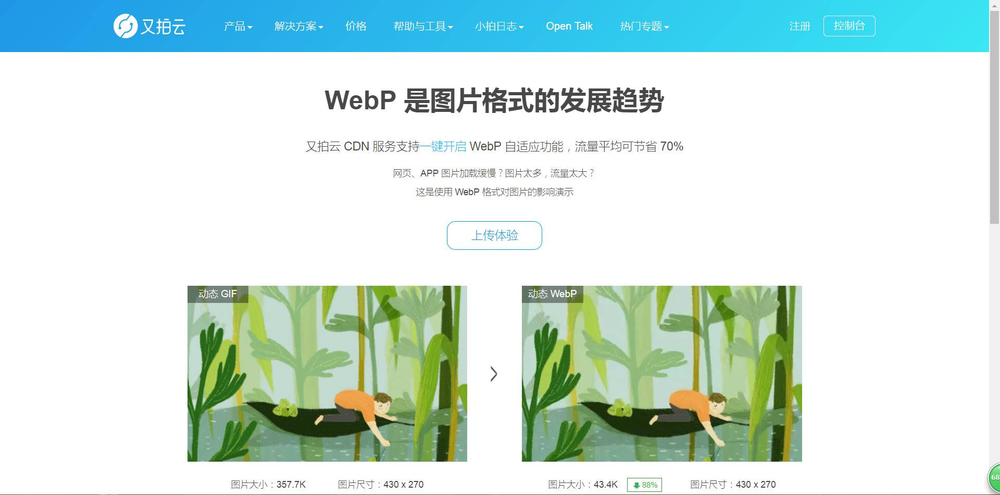 又拍云 产品 解决方案 价格 帮助与工具 小拍日志 Open Talk 热门专题 注册 控制台
WebP 是图片格式的发展趋势
又拍云 CDN 服务支持一键开启 WebP 自适应功能，流量平均可节省 70%
网页、APP 图片加载缓慢？图片太多，流量太大？
这是使用 WebP 格式对图片的影响演示
上传体验
动态 GIF
动态 WebP
图片大小：357.7K 图片尺寸：430 x 270
图片大小：43.4K 88% 图片尺寸：430 x 270
68